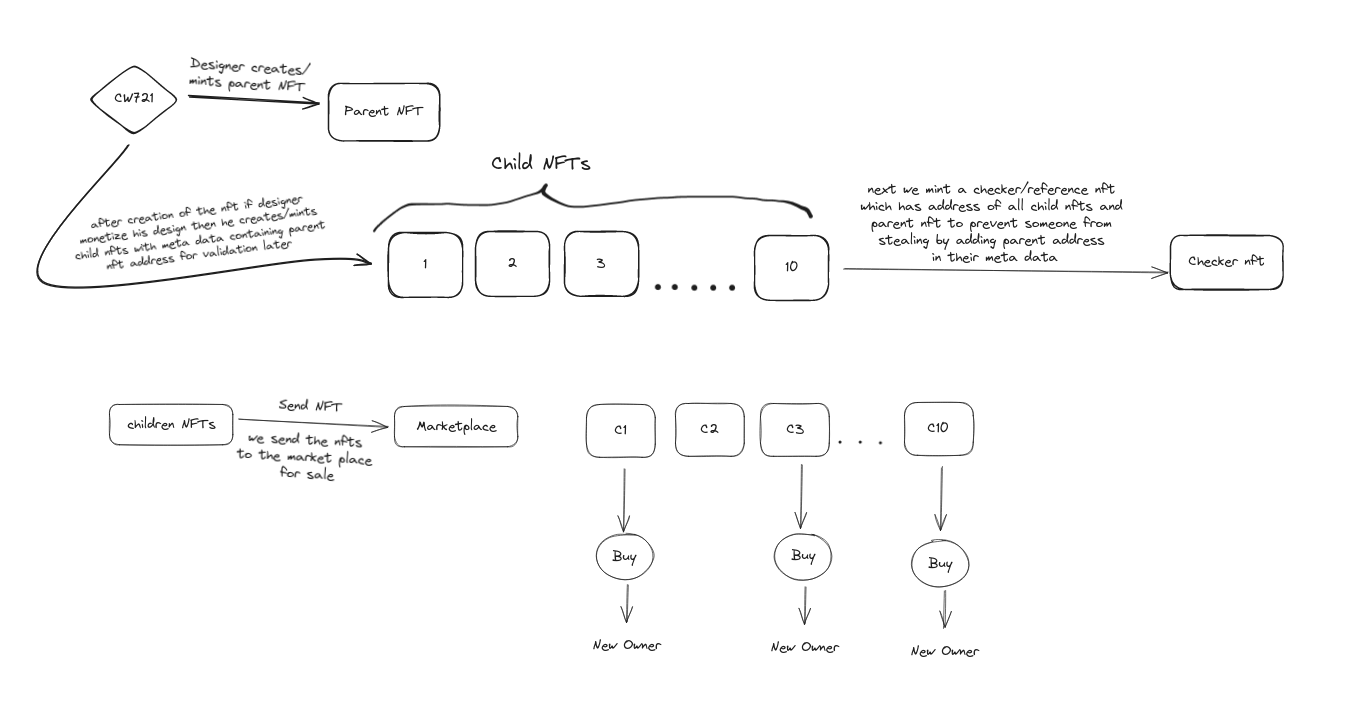 Designer creates/
mints parent NFT
CW721
Parent NFT
Child NFTs
after creation of the nft if designer
monetize his design then he creates/mints
child nfts with meta data containing parent
nft address for validation later
1
2
3
10
next we mint a checker/reference nft
which has address of all child nfts and
parent nft to prevent someone from
stealing by adding parent address
in their meta data
Checker nft
children NFTs
Send NFT
we send the nfts
to the market place
for sale
Marketplace
C1
C2
C3
C10
Buy
Buy
Buy
New Owner
New Owner
New Owner